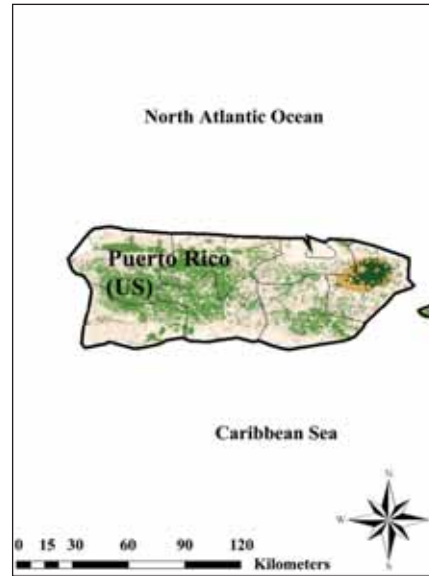 North Atlantic Ocean
Puerto Rico
(US)
Caribbean Sea
N
W
S
0 15 30 60 90 120
Kilometers